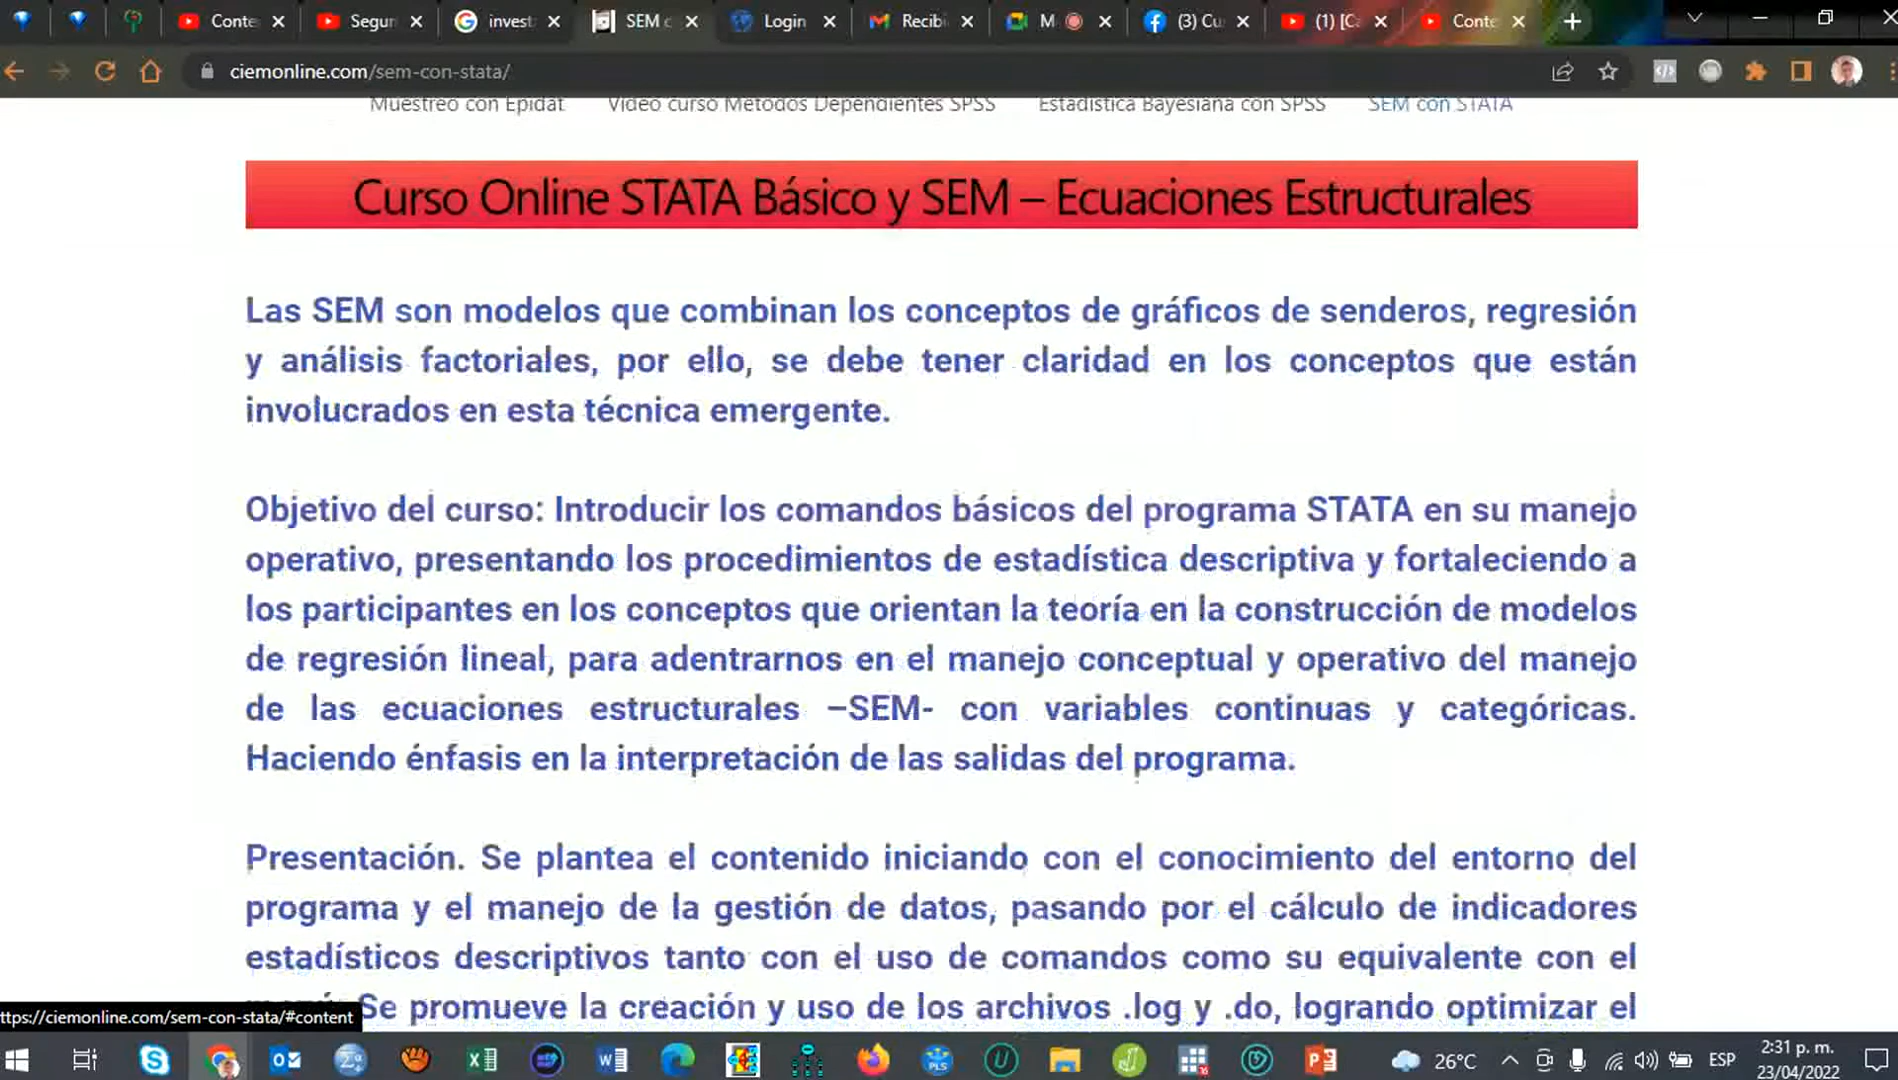 Conte
Segun
invest
SEM c
Login
Recib
M
(3) Cu
(1) [Ca
Conte
ciemonline.com/sem-con-stata/
Muestreo con Epidat Video curso Métodos Dependientes SPSS Estadística Bayesiana con SPSS SEM con STATA
Curso Online STATA Básico y SEM – Ecuaciones Estructurales
Las SEM son modelos que combinan los conceptos de gráficos de senderos, regresión
y análisis factoriales, por ello, se debe tener claridad en los conceptos que están
involucrados en esta técnica emergente.
Objetivo del curso: Introducir los comandos básicos del programa STATA en su manejo
operativo, presentando los procedimientos de estadística descriptiva y fortaleciendo a
los participantes en los conceptos que orientan la teoría en la construcción de modelos
de regresión lineal, para adentrarnos en el manejo conceptual y operativo del manejo
de las ecuaciones estructurales –SEM- con variables continuas y categóricas.
Haciendo énfasis en la interpretación de las salidas del programa.
Presentación. Se plantea el contenido iniciando con el conocimiento del entorno del
programa y el manejo de la gestión de datos, pasando por el cálculo de indicadores
estadísticos descriptivos tanto con el uso de comandos como su equivalente con el
Se promueve la creación y uso de los archivos .log y .do, logrando optimizar el
ttps://ciemonline.com/sem-con-stata/#content
26°C
ESP
2:31 p. m.
23/04/2022